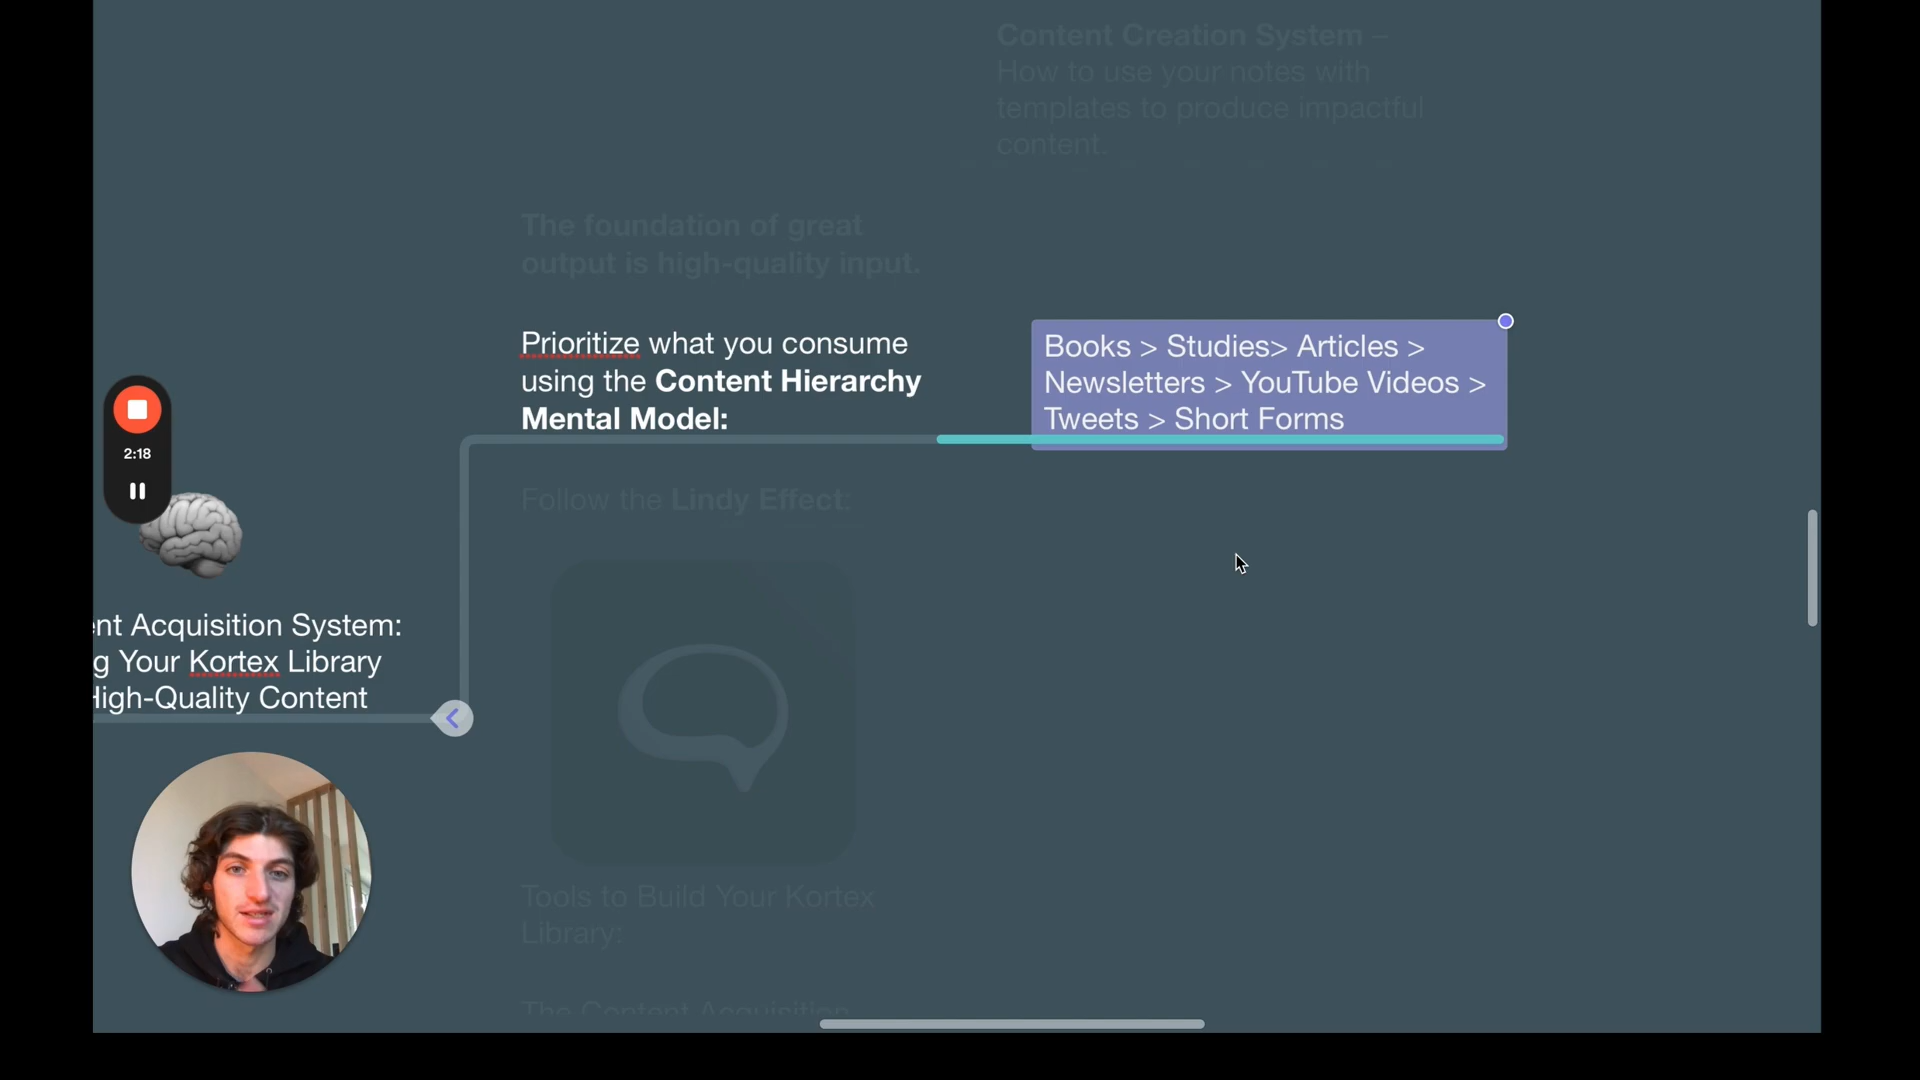 Content Creation System –
How to use your notes with
templates to produce impactful
content.
The foundation of great
output is high-quality input.
Prioritize what you consume
using the Content Hierarchy
Mental Model:
Books > Studies> Articles >
Newsletters > YouTube Videos >
Tweets > Short Forms
2:18
Follow the Lindy Effect:
nt Acquisition System:
g Your Kortex Library
High-Quality Content
Tools to Build Your Kortex
Library:
The Content Acquisition